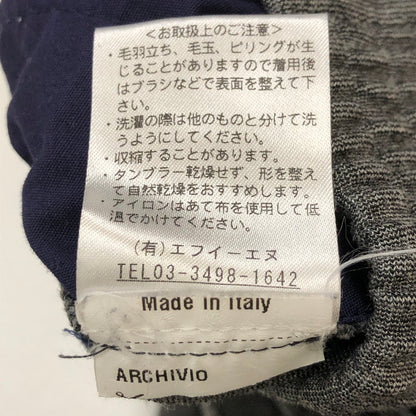 <お取扱上のご注意>
・毛羽立ち、毛玉、ピリングが生
じることがありますので着用後
はブラシなどで表面を整えて下
さい。
・洗濯の際は他のものと分けて洗
うようにしてください。
・収縮することがあります。
・タンブラー乾燥せず、形を整え
て自然乾燥をおすすめします。
・アイロンはあて布を使用して低
温でかけてください。
(有)エフイーエヌ
TEL03-3498-1642
Made in Italy
ARCHIVIO